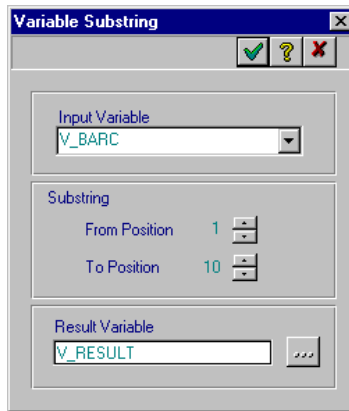 Variable Substring
Input Variable
V_BARC
Substring
From Position 1
To Position 10
Result Variable
V_RESULT ...